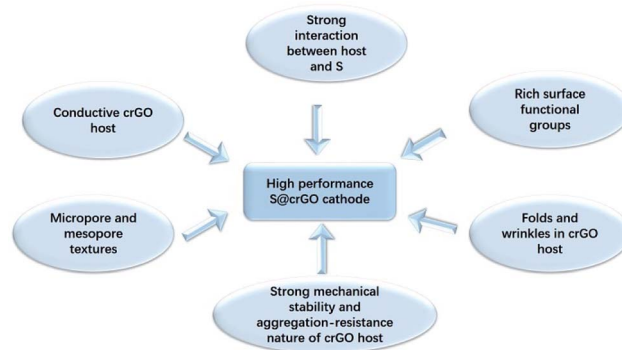 Strong
interaction
between host
and S
Conductive crGO
host
Rich surface
functional
groups
High performance
S@crGO cathode
Micropore and
mesopore
textures
Folds and
wrinkles in crGO
host
Strong mechanical
stability and
aggregation-resistance
nature of crGO host